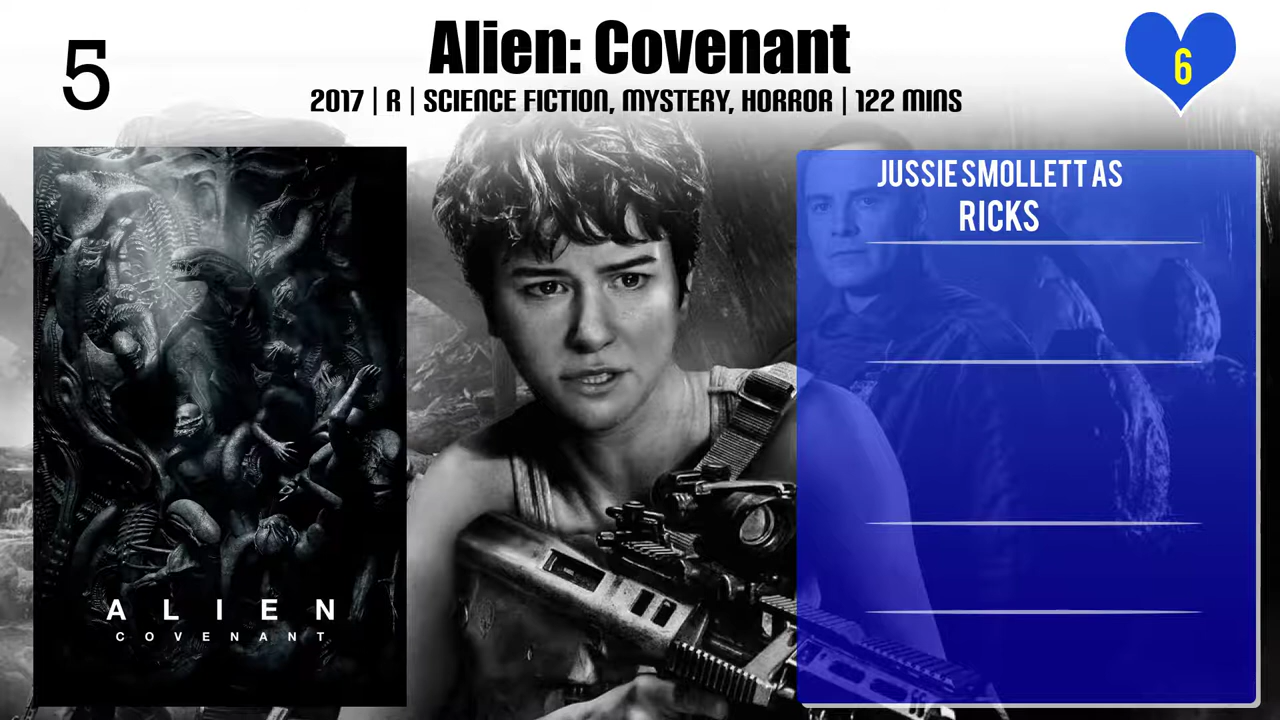 5
Alien: Covenant
6
2017 | R | SCIENCE FICTION, MYSTERY, HORROR | 122 MINS
JUSSIE SMOLLETT AS
RICKS
ALIEN
COVENANT